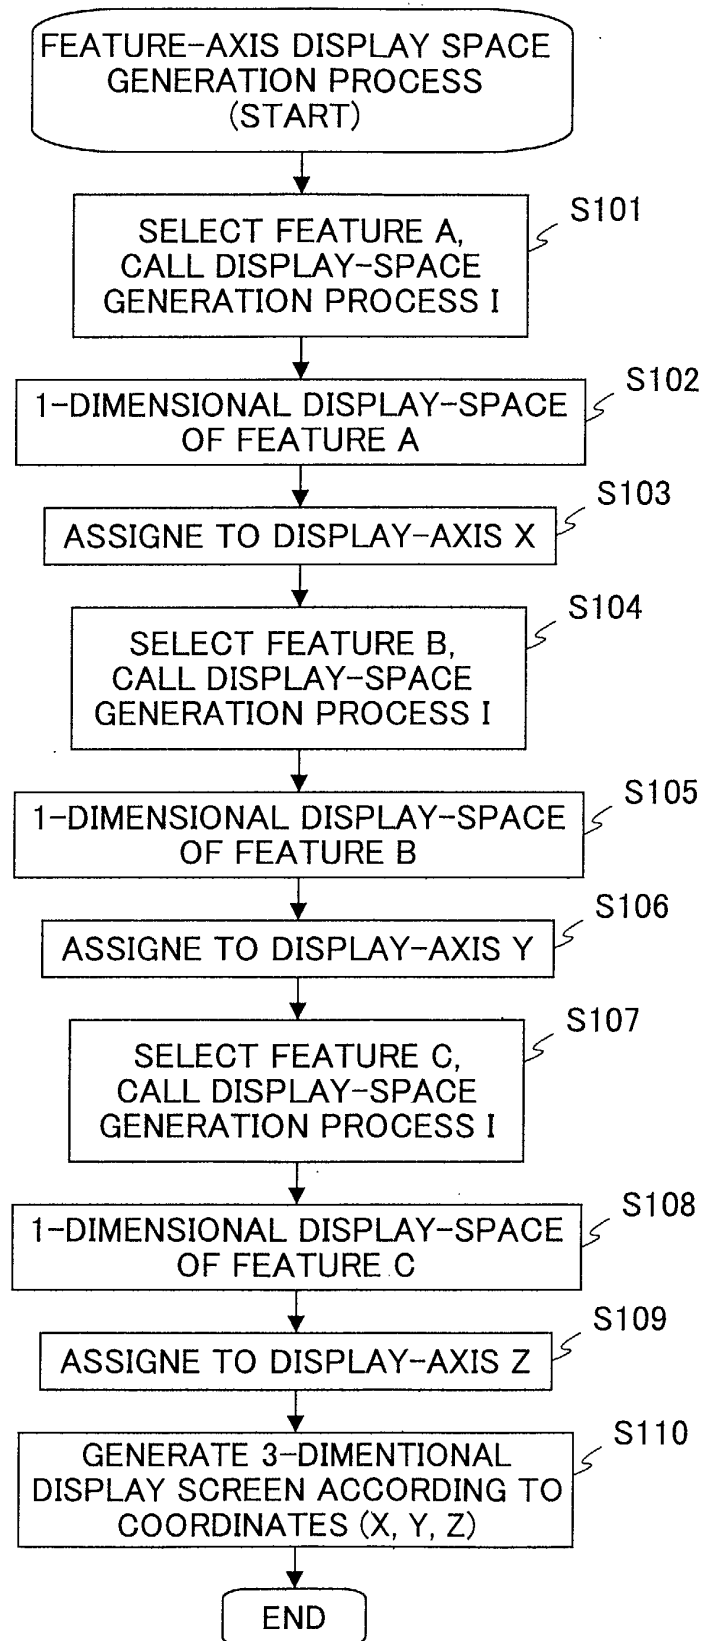 FEATURE-AXIS DISPLAY SPACE
GENERATION PROCESS
(START)
S101
SELECT FEATURE A,
CALL DISPLAY-SPACE
GENERATION PROCESS I
S102
1-DIMENSIONAL DISPLAY-SPACE
OF FEATURE A
S103
ASSIGNE TO DISPLAY-AXIS X
S104
SELECT FEATURE B,
CALL DISPLAY-SPACE
GENERATION PROCESS I
S105
1-DIMENSIONAL DISPLAY-SPACE
OF FEATURE B
S106
ASSIGNE TO DISPLAY-AXIS Y
S107
SELECT FEATURE C,
CALL DISPLAY-SPACE
GENERATION PROCESS I
S108
1-DIMENSIONAL DISPLAY-SPACE
OF FEATURE C
S109
ASSIGNE TO DISPLAY-AXIS Z
S110
GENERATE 3-DIMENTIONAL
DISPLAY SCREEN ACCORDING TO
COORDINATES (X, Y, Z)
END